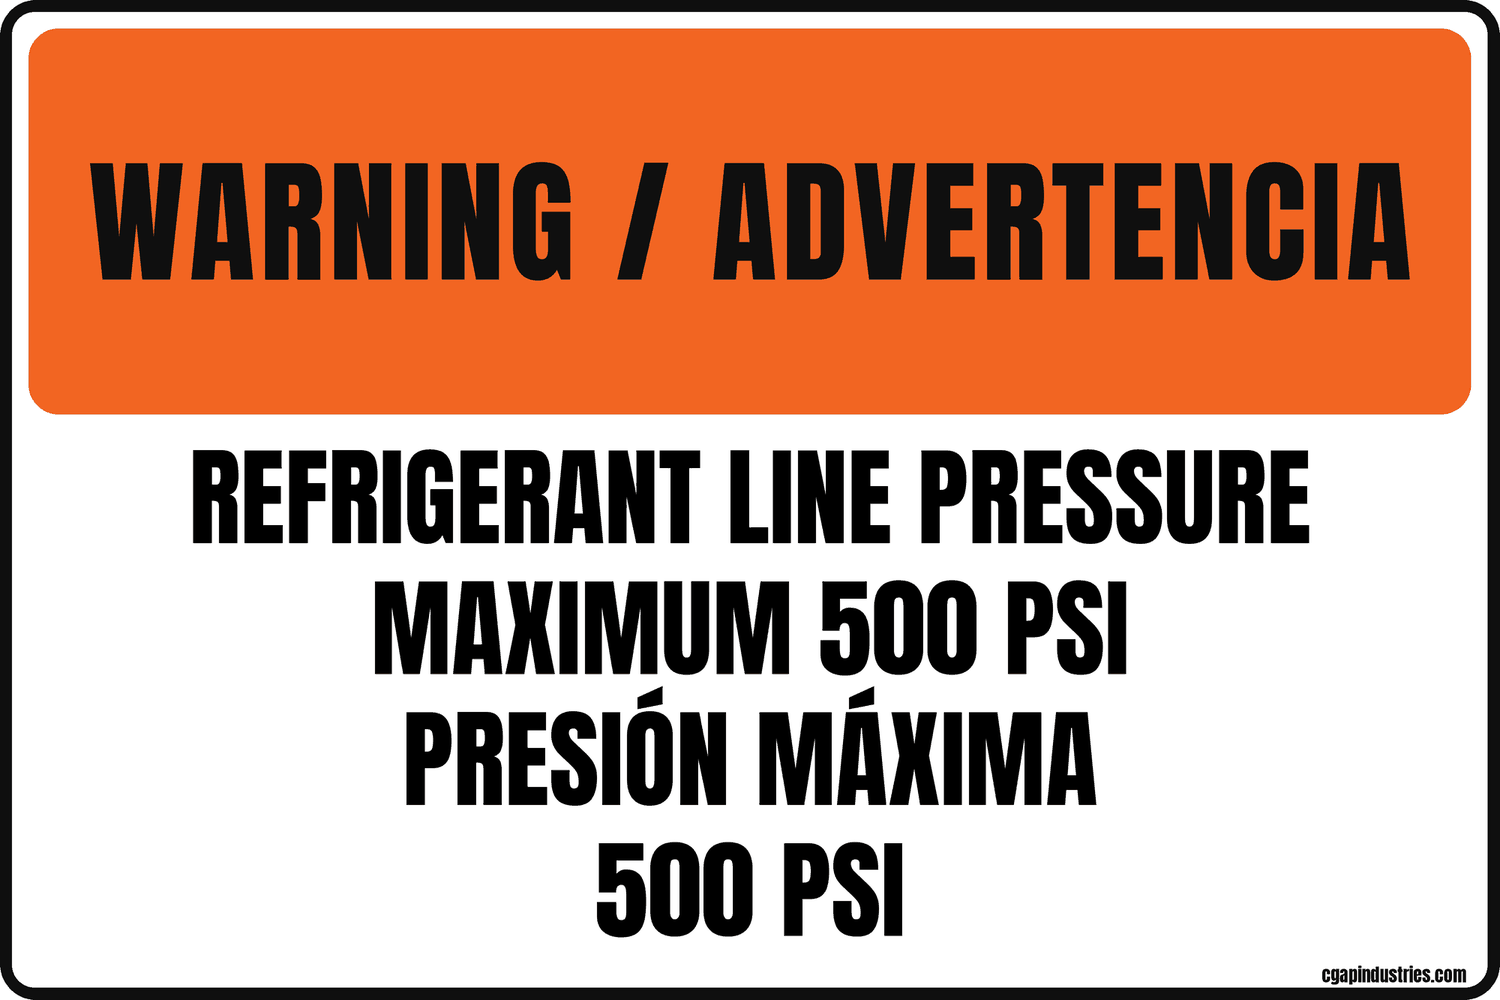 WARNING / ADVERTENCIA
REFRIGERANT LINE PRESSURE
MAXIMUM 500 PSI
PRESIÓN MÁXIMA
500 PSI
cgapindustries.com